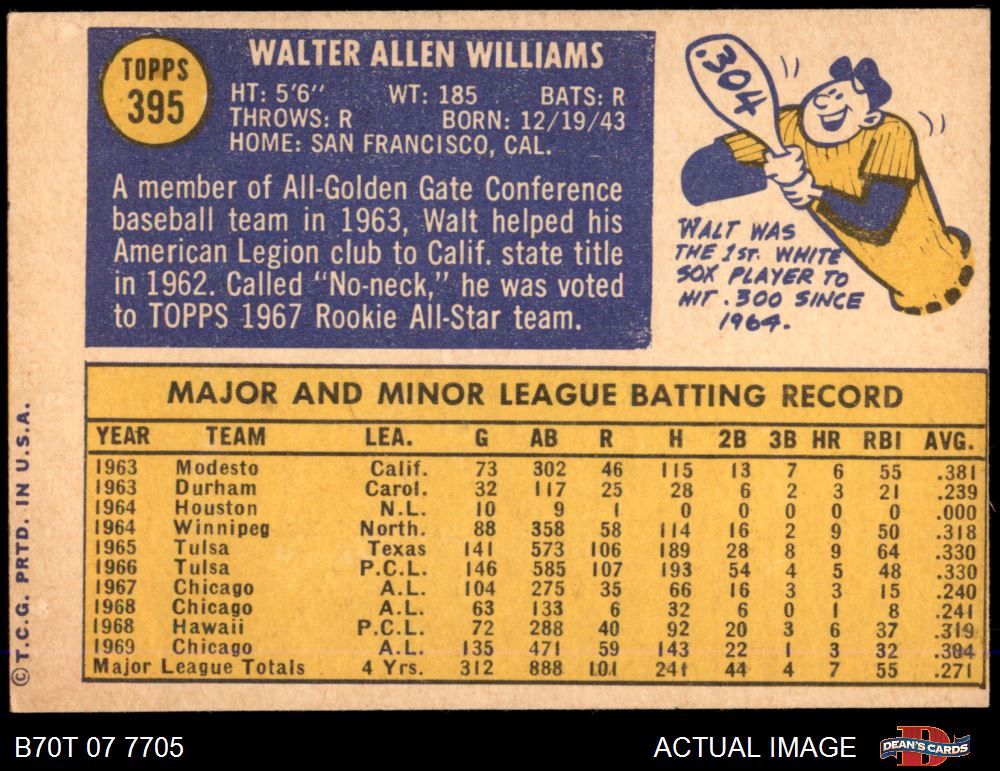 TOPPS
395
WALTER ALLEN WILLIAMS
HT: 5'6" WT: 185 BATS: R
THROWS: R BORN: 12/19/43
HOME: SAN FRANCISCO, CAL.
A member of All-Golden Gate Conference
baseball team in 1963, Walt helped his
American Legion club to Calif. state title
in 1962. Called "No-neck," he was voted
to TOPPS 1967 Rookie All-Star team.
.304
WALT WAS
THE 1ST. WHITE
SOX PLAYER TO
HIT .300 SINCE
1964.
MAJOR AND MINOR LEAGUE BATTING RECORD
YEAR TEAM LEA. G AB R H 2B 3B HR RBI AVG.
1963 Modesto Calif. 73 302 46 115 13 7 6 55 .381
1963 Durham Carol. 32 117 25 28 6 2 3 21 .239
1964 Houston N.L. 10 9 1 0 0 0 0 0 .000
1964 Winnipeg North. 88 358 58 114 16 2 9 50 .318
1965 Tulsa Texas 141 573 106 189 28 8 9 64 .330
1966 Tulsa P.C.L. 146 585 107 193 54 4 5 48 .330
1967 Chicago A.L. 104 275 35 66 16 3 3 15 .240
1968 Chicago A.L. 63 133 6 32 6 0 1 8 .241
1968 Hawaii P.C.L. 72 288 40 92 20 3 6 37 .319
1969 Chicago A.L. 135 471 59 143 22 1 3 32 .304
Major League Totals 4 Yrs. 312 888 101 241 44 4 7 55 .271
© T.C.G. PRTD. IN U.S.A.
B70T 07 7705
ACTUAL IMAGE
DEAN'S CARDS